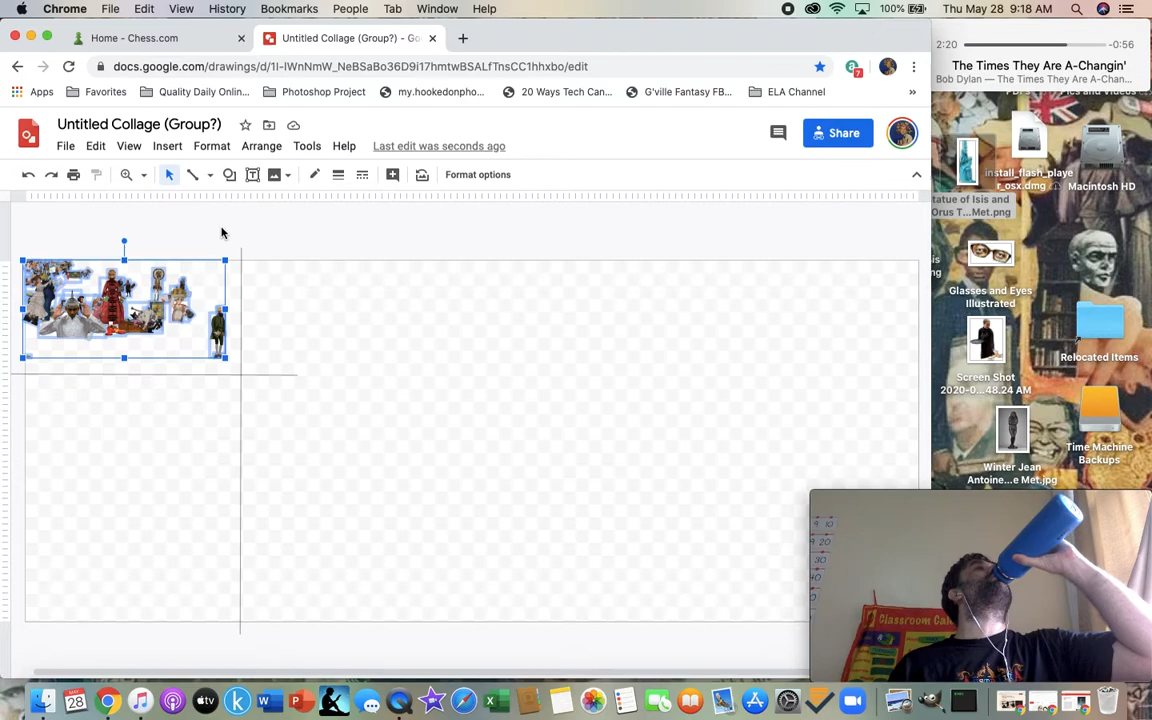 Chrome File Edit View History Bookmarks People Tab Window Help 100% Thu May 28 9:18 AM
Home - Chess.com
Untitled Collage (Group?) - Go
docs.google.com/drawings/d/1I-IWnNmW_NeBSaBo36D9i17hmtwBSALfTnsCC1hhxbo/edit
7
Apps Favorites Quality Daily Onlin... Photoshop Project my.hookedonpho... 20 Ways Tech Can... G'ville Fantasy FB... ELA Channel »
Untitled Collage (Group?)
File Edit View Insert Format Arrange Tools Help Last edit was seconds ago
Share
Format options
2:20 -0:56
The Times They Are A-Changin'
Bob Dylan — The Times They Are A-Chan...
install_flash_playe
r_osx.dmg
Macintosh HD
tatue of Isis and
Orus T...Met.png
Glasses and Eyes
Illustrated
Relocated Items
Screen Shot
2020-0...48.24 AM
Time Machine
Backups
Winter Jean
Antoine...e Met.jpg
9 10
20
30
Classroom Cal
28